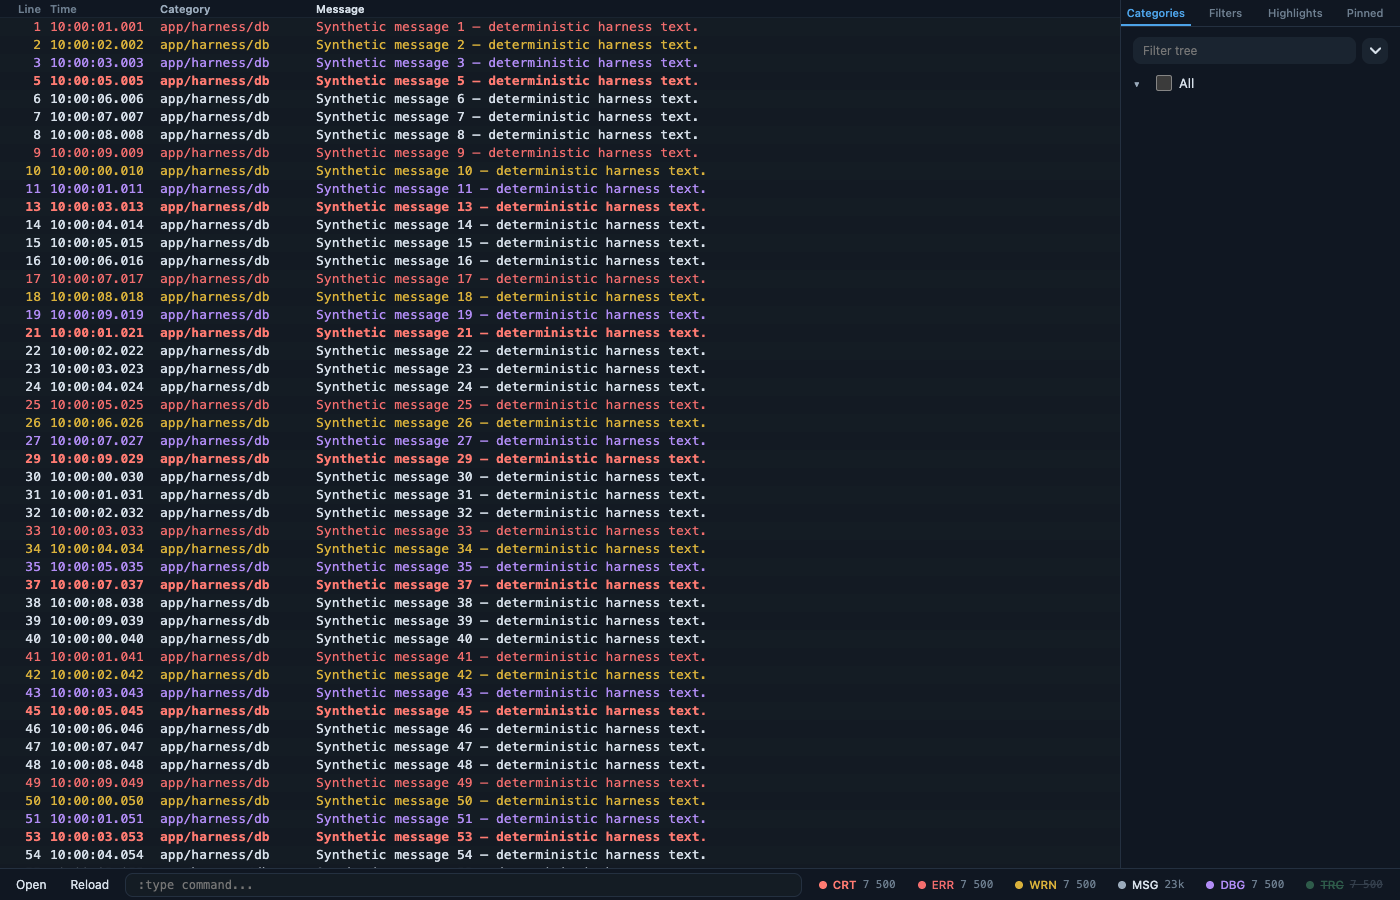 Line Time Category Message
1 10:00:01.001 app/harness/db Synthetic message 1 — deterministic harness text.
2 10:00:02.002 app/harness/db Synthetic message 2 — deterministic harness text.
3 10:00:03.003 app/harness/db Synthetic message 3 — deterministic harness text.
5 10:00:05.005 app/harness/db Synthetic message 5 — deterministic harness text.
6 10:00:06.006 app/harness/db Synthetic message 6 — deterministic harness text.
7 10:00:07.007 app/harness/db Synthetic message 7 — deterministic harness text.
8 10:00:08.008 app/harness/db Synthetic message 8 — deterministic harness text.
9 10:00:09.009 app/harness/db Synthetic message 9 — deterministic harness text.
10 10:00:00.010 app/harness/db Synthetic message 10 — deterministic harness text.
11 10:00:01.011 app/harness/db Synthetic message 11 — deterministic harness text.
13 10:00:03.013 app/harness/db Synthetic message 13 — deterministic harness text.
14 10:00:04.014 app/harness/db Synthetic message 14 — deterministic harness text.
15 10:00:05.015 app/harness/db Synthetic message 15 — deterministic harness text.
16 10:00:06.016 app/harness/db Synthetic message 16 — deterministic harness text.
17 10:00:07.017 app/harness/db Synthetic message 17 — deterministic harness text.
18 10:00:08.018 app/harness/db Synthetic message 18 — deterministic harness text.
19 10:00:09.019 app/harness/db Synthetic message 19 — deterministic harness text.
21 10:00:01.021 app/harness/db Synthetic message 21 — deterministic harness text.
22 10:00:02.022 app/harness/db Synthetic message 22 — deterministic harness text.
23 10:00:03.023 app/harness/db Synthetic message 23 — deterministic harness text.
24 10:00:04.024 app/harness/db Synthetic message 24 — deterministic harness text.
25 10:00:05.025 app/harness/db Synthetic message 25 — deterministic harness text.
26 10:00:06.026 app/harness/db Synthetic message 26 — deterministic harness text.
27 10:00:07.027 app/harness/db Synthetic message 27 — deterministic harness text.
29 10:00:09.029 app/harness/db Synthetic message 29 — deterministic harness text.
30 10:00:00.030 app/harness/db Synthetic message 30 — deterministic harness text.
31 10:00:01.031 app/harness/db Synthetic message 31 — deterministic harness text.
32 10:00:02.032 app/harness/db Synthetic message 32 — deterministic harness text.
33 10:00:03.033 app/harness/db Synthetic message 33 — deterministic harness text.
34 10:00:04.034 app/harness/db Synthetic message 34 — deterministic harness text.
35 10:00:05.035 app/harness/db Synthetic message 35 — deterministic harness text.
37 10:00:07.037 app/harness/db Synthetic message 37 — deterministic harness text.
38 10:00:08.038 app/harness/db Synthetic message 38 — deterministic harness text.
39 10:00:09.039 app/harness/db Synthetic message 39 — deterministic harness text.
40 10:00:00.040 app/harness/db Synthetic message 40 — deterministic harness text.
41 10:00:01.041 app/harness/db Synthetic message 41 — deterministic harness text.
42 10:00:02.042 app/harness/db Synthetic message 42 — deterministic harness text.
43 10:00:03.043 app/harness/db Synthetic message 43 — deterministic harness text.
45 10:00:05.045 app/harness/db Synthetic message 45 — deterministic harness text.
46 10:00:06.046 app/harness/db Synthetic message 46 — deterministic harness text.
47 10:00:07.047 app/harness/db Synthetic message 47 — deterministic harness text.
48 10:00:08.048 app/harness/db Synthetic message 48 — deterministic harness text.
49 10:00:09.049 app/harness/db Synthetic message 49 — deterministic harness text.
50 10:00:00.050 app/harness/db Synthetic message 50 — deterministic harness text.
51 10:00:01.051 app/harness/db Synthetic message 51 — deterministic harness text.
53 10:00:03.053 app/harness/db Synthetic message 53 — deterministic harness text.
54 10:00:04.054 app/harness/db Synthetic message 54 — deterministic harness text.
Categories Filters Highlights Pinned
Filter tree
All
Open Reload :type command... CRT 7 500 ERR 7 500 WRN 7 500 MSG 23k DBG 7 500 TRC 7 500